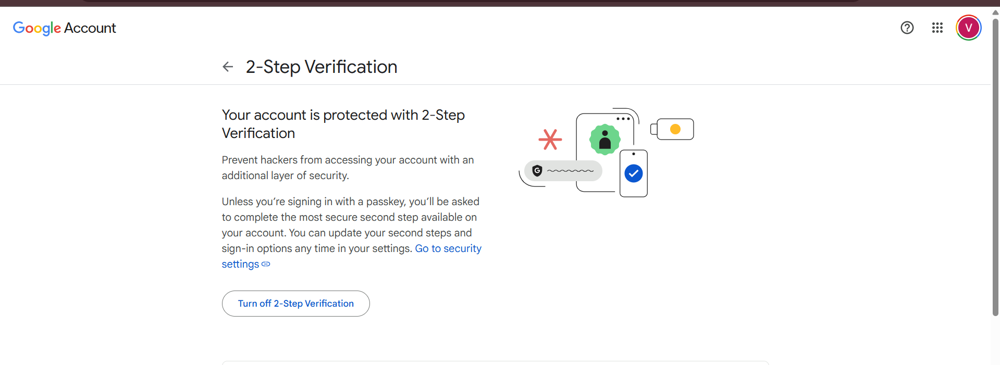 Google Account
V
2-Step Verification
Your account is protected with 2-Step
Verification
Prevent hackers from accessing your account with an
additional layer of security.
Unless you’re signing in with a passkey, you’ll be asked
to complete the most secure second step available on
your account. You can update your second steps and
sign-in options any time in your settings. Go to security
settings
G
Turn off 2-Step Verification